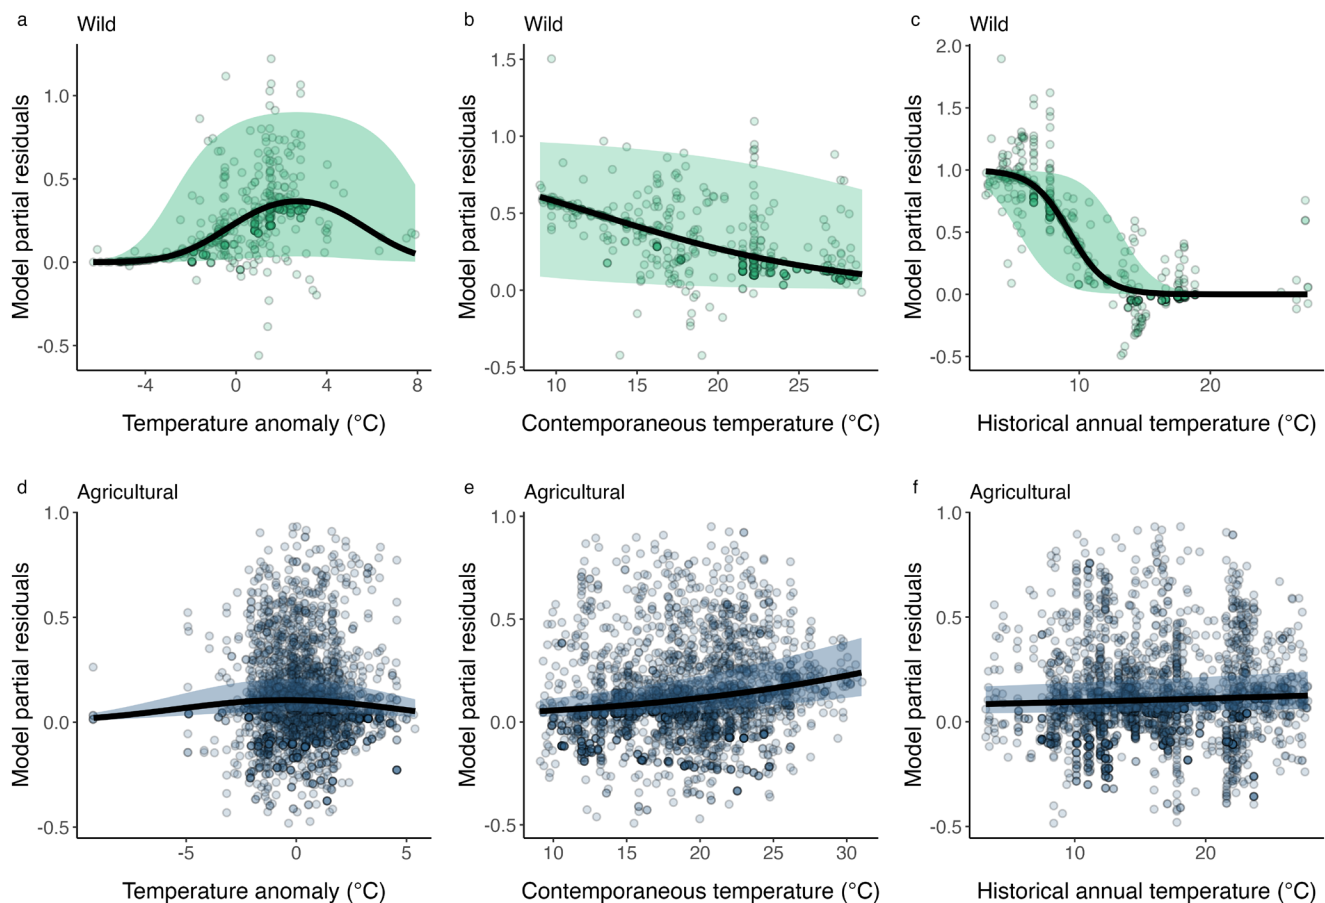 a
Wild
Model partial residuals
1.0
0.5
0.0
-0.5
-4
0
4
8
Temperature anomaly (°C)
b
Wild
Model partial residuals
1.5
1.0
0.5
0.0
-0.5
10
15
20
25
Contemporaneous temperature (°C)
c
Wild
Model partial residuals
2.0
1.5
1.0
0.5
0.0
-0.5
10
20
Historical annual temperature (°C)
d
Agricultural
Model partial residuals
1.0
0.5
0.0
-0.5
-5
0
5
Temperature anomaly (°C)
e
Agricultural
Model partial residuals
1.0
0.5
0.0
-0.5
10
15
20
25
30
Contemporaneous temperature (°C)
f
Agricultural
Model partial residuals
1.0
0.5
0.0
-0.5
10
20
Historical annual temperature (°C)